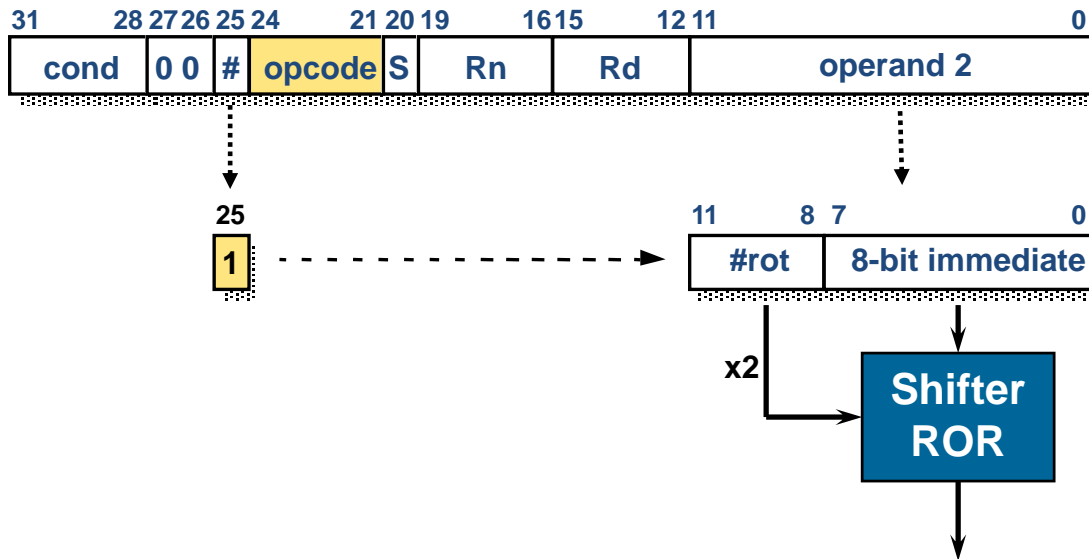 31 28 27 26 25 24 21 20 19 16 15 12 11 0
cond 0 0 # opcode S Rn Rd operand 2
25 11 8 7 0
1 #rot 8-bit immediate
x2
Shifter
ROR